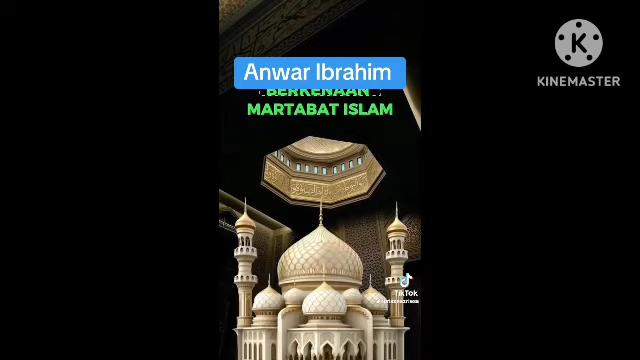 Anwar Ibrahim
BERKENAAN
MARTABAT ISLAM
K
KINEMASTER
TikTok